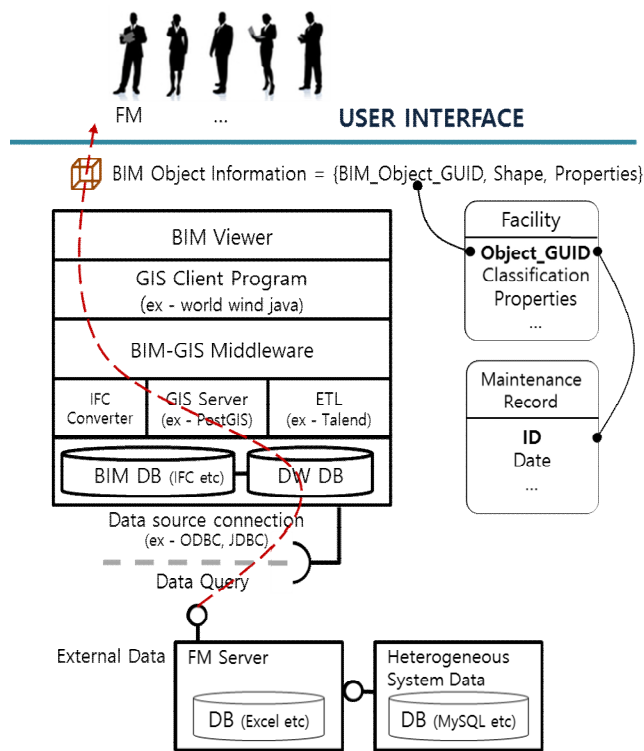 FM
...
USER INTERFACE
BIM Object Information = {BIM_Object_GUID, Shape, Properties}
BIM Viewer
GIS Client Program
(ex - world wind java)
BIM-GIS Middleware
IFC
Converter
GIS Server
(ex - PostGIS)
ETL
(ex - Talend)
BIM DB (IFC etc)
DW DB
Facility
Object_GUID
Classification
Properties
...
Maintenance
Record
ID
Date
...
Data source connection
(ex - ODBC, JDBC)
Data Query
External Data
FM Server
DB (Excel etc)
Heterogeneous
System Data
DB (MySQL etc)